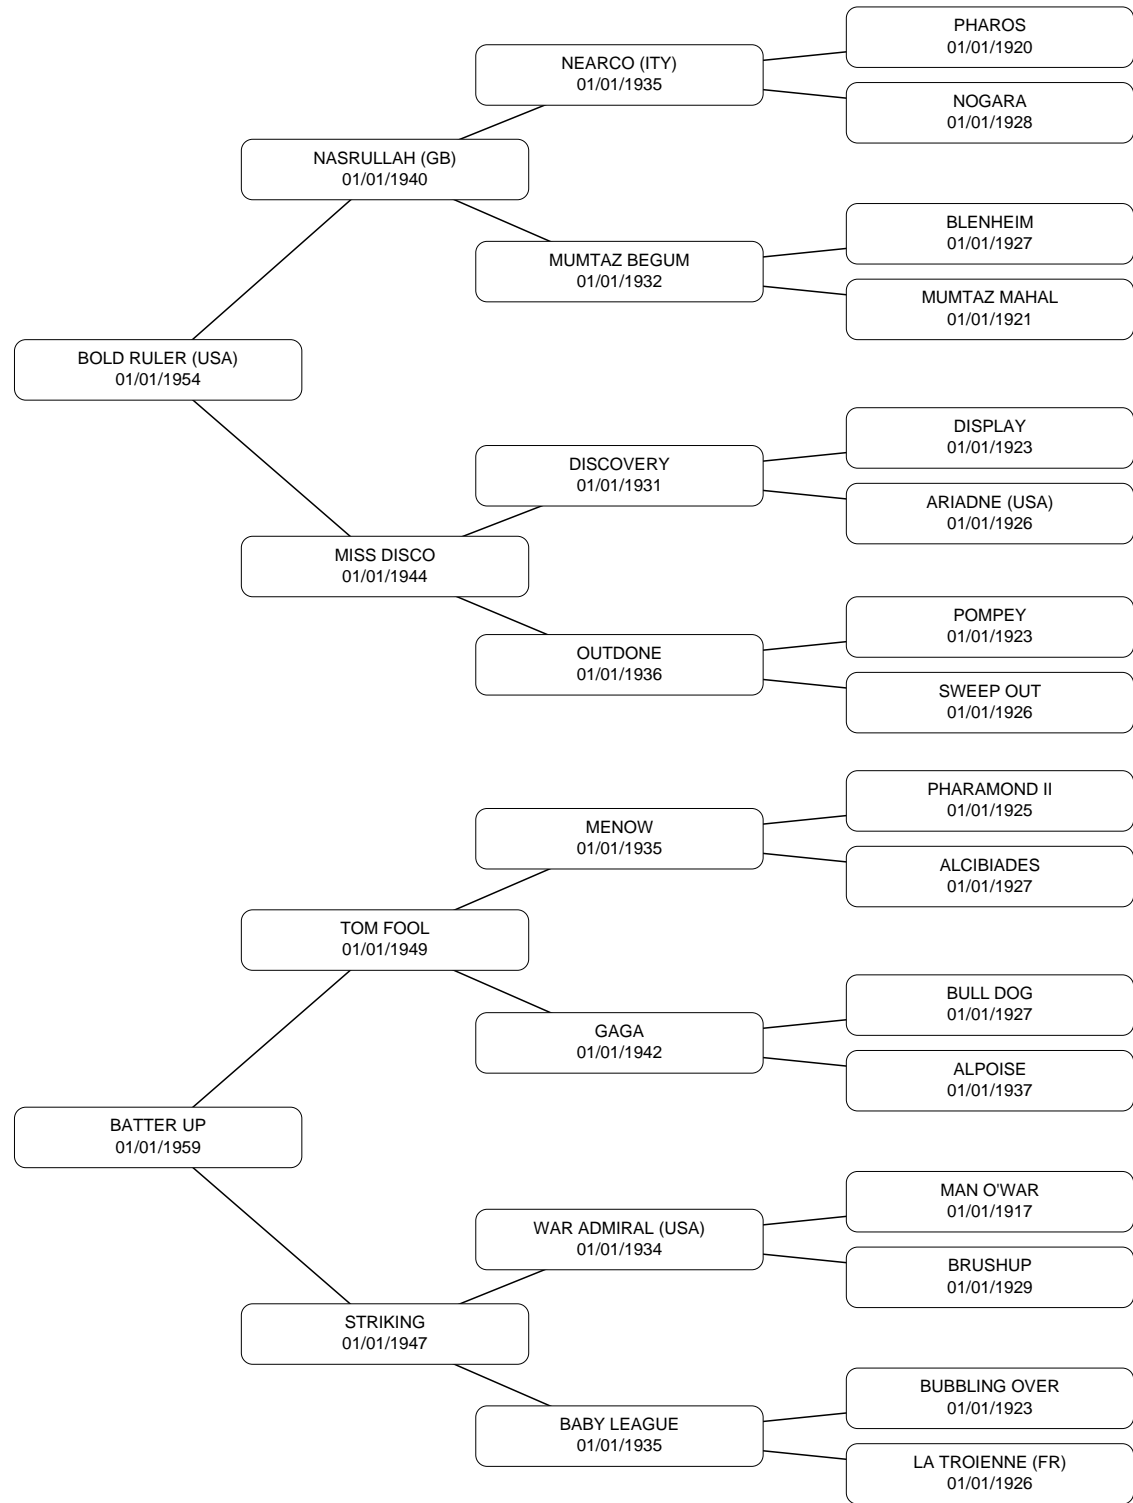 PHAROS
01/01/1920
NEARCO (ITY)
01/01/1935
NOGARA
01/01/1928
NASRULLAH (GB)
01/01/1940
BLENHEIM
01/01/1927
MUMTAZ BEGUM
01/01/1932
MUMTAZ MAHAL
01/01/1921
BOLD RULER (USA)
01/01/1954
DISPLAY
01/01/1923
DISCOVERY
01/01/1931
ARIADNE (USA)
01/01/1926
MISS DISCO
01/01/1944
POMPEY
01/01/1923
OUTDONE
01/01/1936
SWEEP OUT
01/01/1926
PHARAMOND II
01/01/1925
MENOW
01/01/1935
ALCIBIADES
01/01/1927
TOM FOOL
01/01/1949
BULL DOG
01/01/1927
GAGA
01/01/1942
ALPOISE
01/01/1937
BATTER UP
01/01/1959
MAN O'WAR
01/01/1917
WAR ADMIRAL (USA)
01/01/1934
BRUSHUP
01/01/1929
STRIKING
01/01/1947
BUBBLING OVER
01/01/1923
BABY LEAGUE
01/01/1935
LA TROIENNE (FR)
01/01/1926